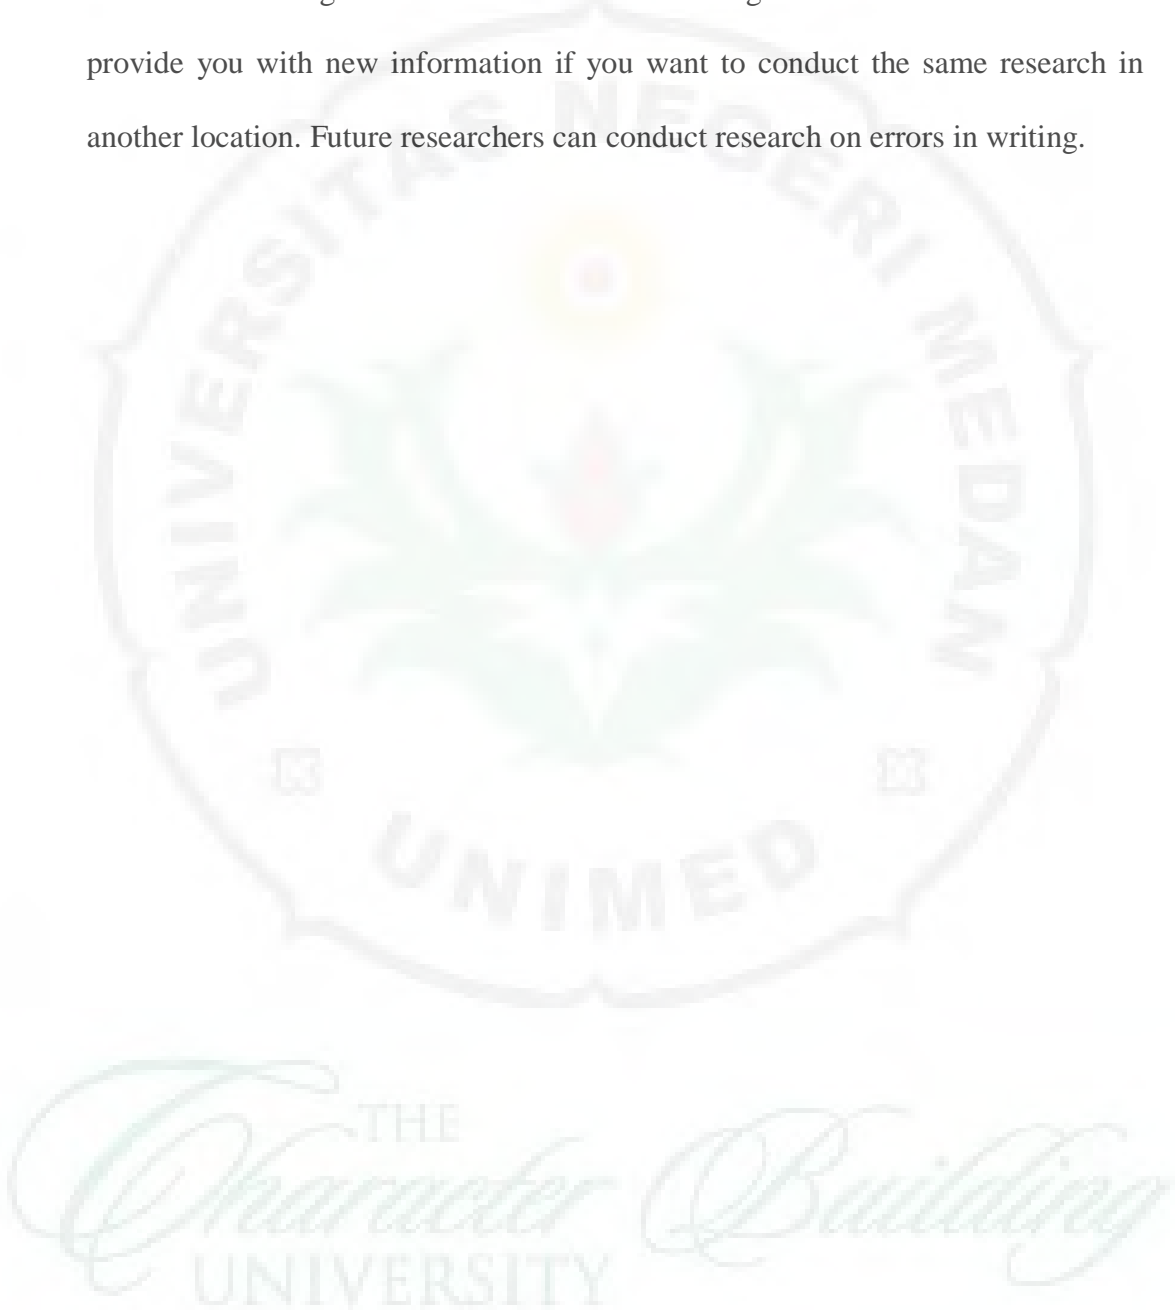 provide you with new information if you want to conduct the same research in
another location. Future researchers can conduct research on errors in writing.
UNIVERSITAS NEGERI MEDAN
UNIMED
THE
Character Building
UNIVERSITY